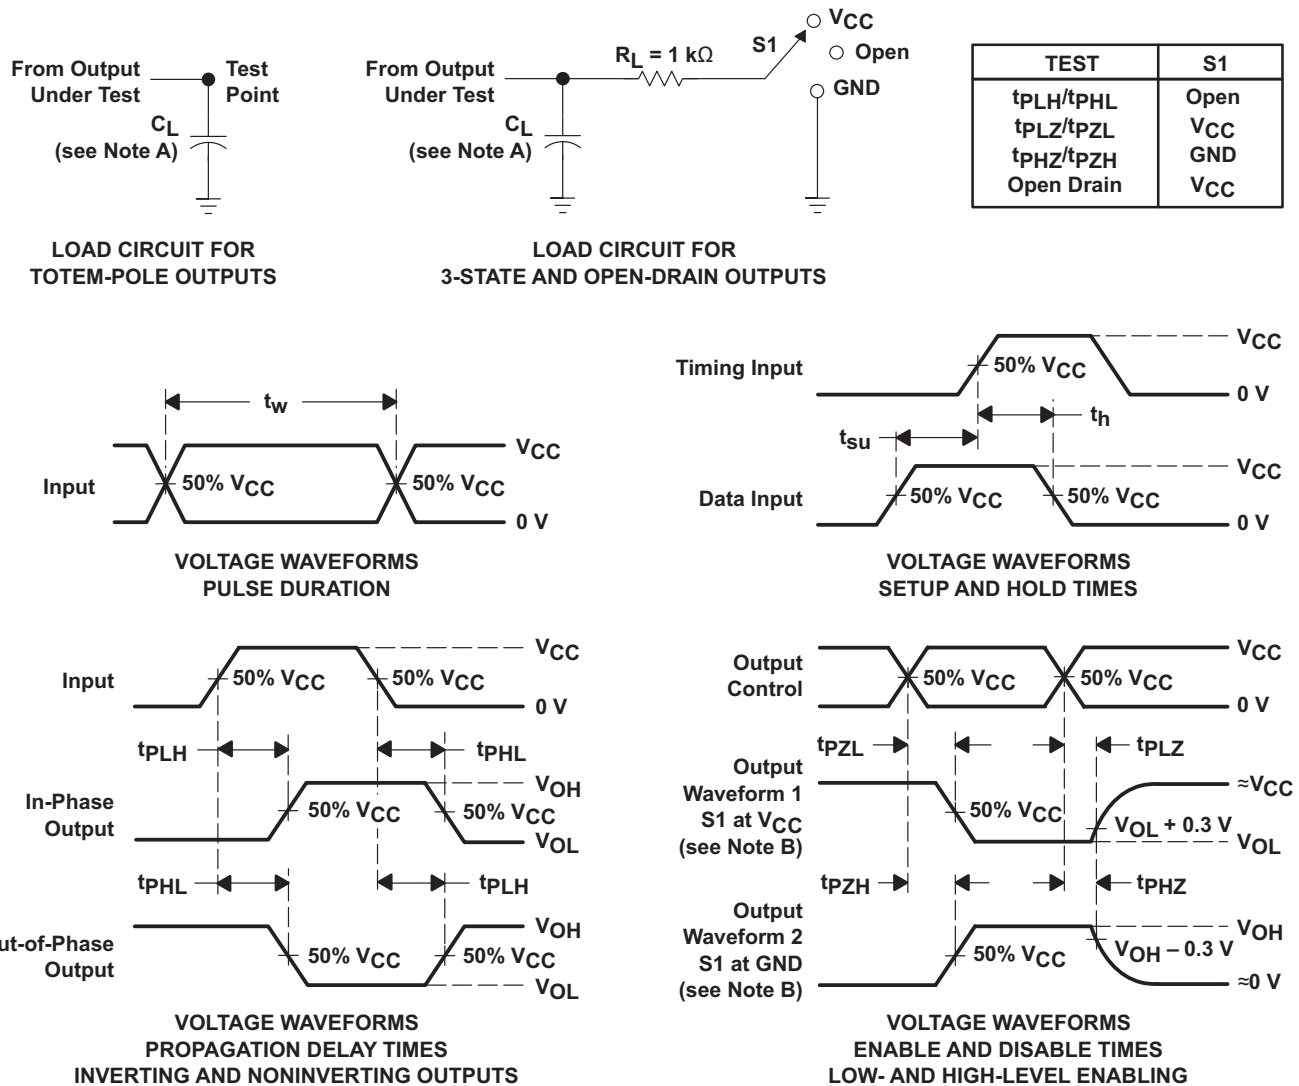 From Output
Under Test
Test
Point
CL
(see Note A)
LOAD CIRCUIT FOR
TOTEM-POLE OUTPUTS
From Output
Under Test
RL = 1 kΩ
S1
VCC
Open
GND
CL
(see Note A)
LOAD CIRCUIT FOR
3-STATE AND OPEN-DRAIN OUTPUTS
TEST S1
tPLH/tPHL Open
tPLZ/tPZL VCC
tPHZ/tPZH GND
Open Drain VCC
tw
Input
50% VCC
50% VCC
VCC
0 V
VOLTAGE WAVEFORMS
PULSE DURATION
Timing Input
50% VCC
VCC
0 V
tsu
th
Data Input
50% VCC
50% VCC
VCC
0 V
VOLTAGE WAVEFORMS
SETUP AND HOLD TIMES
Input
50% VCC
50% VCC
VCC
0 V
tPLH
tPHL
In-Phase
Output
50% VCC
50% VCC
VOH
VOL
tPHL
tPLH
ut-of-Phase
Output
50% VCC
50% VCC
VOH
VOL
VOLTAGE WAVEFORMS
PROPAGATION DELAY TIMES
INVERTING AND NONINVERTING OUTPUTS
Output
Control
50% VCC
50% VCC
VCC
0 V
tPZL
tPLZ
Output
Waveform 1
S1 at VCC
(see Note B)
50% VCC
VOL + 0.3 V
≈VCC
VOL
tPZH
tPHZ
Output
Waveform 2
S1 at GND
(see Note B)
50% VCC
VOH – 0.3 V
VOH
≈0 V
VOLTAGE WAVEFORMS
ENABLE AND DISABLE TIMES
LOW- AND HIGH-LEVEL ENABLING